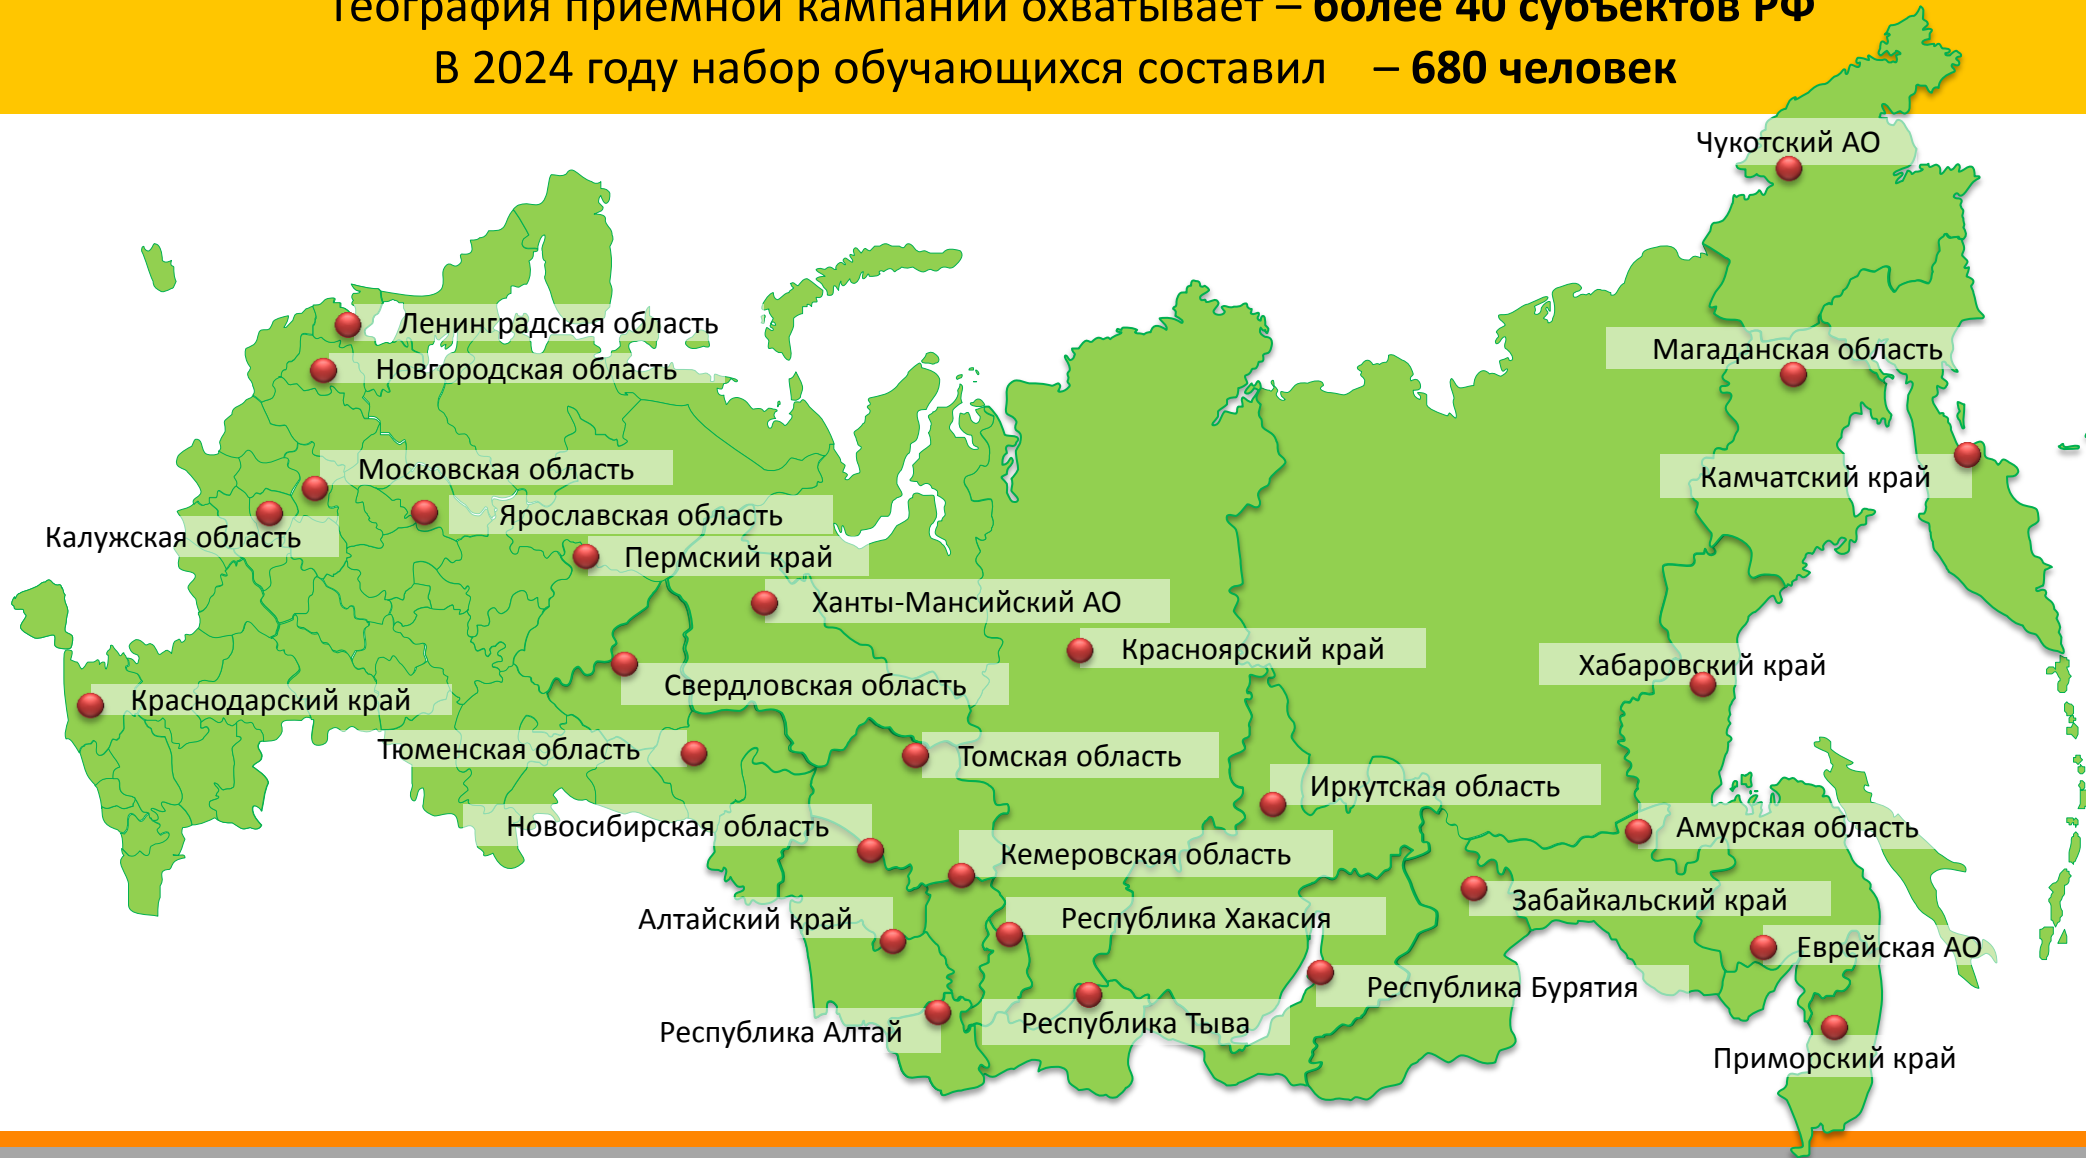 География приемной кампании охватывает – более 40 субъектов РФ
В 2024 году набор обучающихся составил – 680 человек
Чукотский АО
Ленинградская область
Магаданская область
Новгородская область
Московская область
Камчатский край
Ярославская область
Калужская область
Пермский край
Ханты-Мансийский АО
Красноярский край
Хабаровский край
Свердловская область
Краснодарский край
Тюменская область
Томская область
Иркутская область
Новосибирская область
Амурская область
Кемеровская область
Забайкальский край
Алтайский край
Республика Хакасия
Еврейская АО
Республика Бурятия
Республика Тыва
Республика Алтай
Приморский край